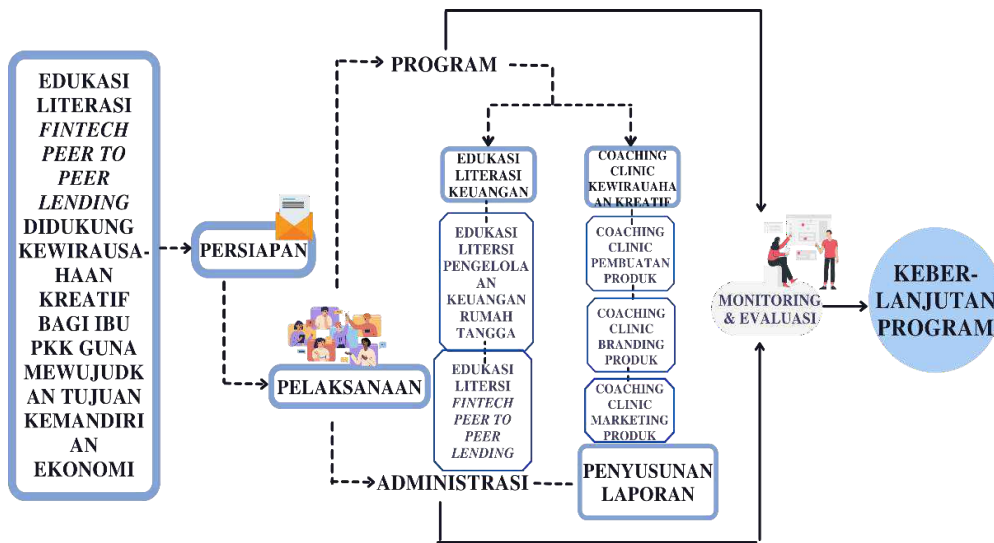 EDUKASI
LITERASI
FINTECH
PEER TO
PEER
LENDING
DIDUKUNG
KEWIRAUSA-
HAAN
KREATIF
BAGI IBU
PKK GUNA
MEWUJUDK
AN TUJUAN
KEMANDIRI
AN
EKONOMI
PERSIAPAN
PELAKSANAAN
PROGRAM
EDUKASI
LITERASI
KEUANGAN
EDUKASI
LITERSI
PENGELOLA
AN
KEUANGAN
RUMAH
TANGGA
EDUKASI
LITERSI
FINTECH
PEER TO
PEER
LENDING
COACHING
CLINIC
KEWIRAUAHA
AN KREATIF
COACHING
CLINIC
PEMBUATAN
PRODUK
COACHING
CLINIC
BRANDING
PRODUK
COACHING
CLINIC
MARKETING
PRODUK
ADMINISTRASI
PENYUSUNAN
LAPORAN
MONITORING
& EVALUASI
KEBER-
LANJUTAN
PROGRAM